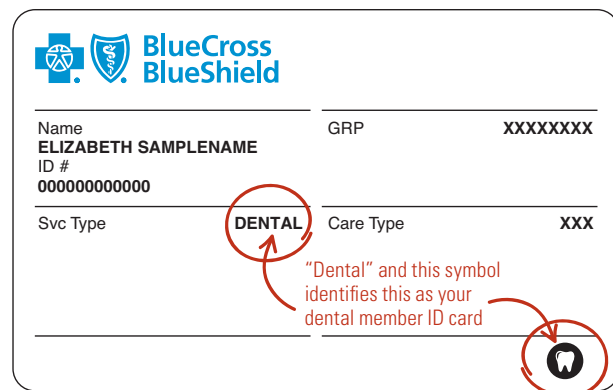 BlueCross
BlueShield
Name
ELIZABETH SAMPLENAME
ID #
000000000000
GRP XXXXXXXX
Svc Type DENTAL
Care Type XXX
“Dental” and this symbol
identifies this as your
dental member ID card